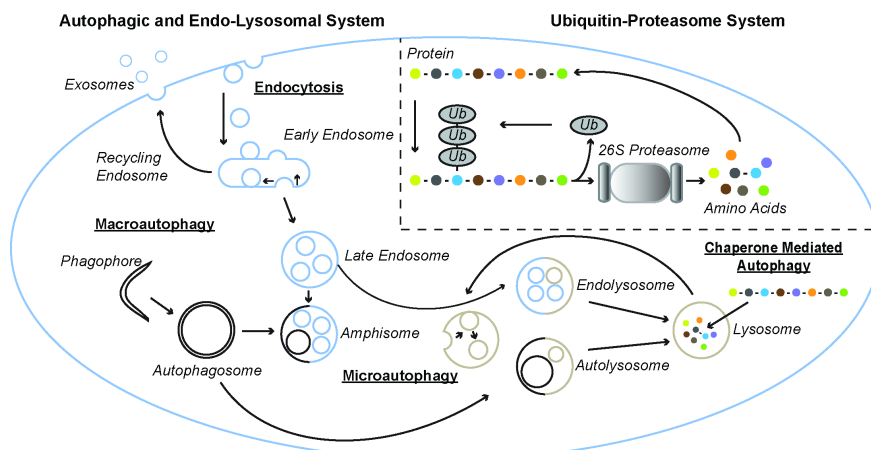 Autophagic and Endo-Lysosomal System
Ubiquitin-Proteasome System
Exosomes
Endocytosis
Early Endosome
Recycling
Endosome
Protein
Ub
Ub
Ub
Ub
26S Proteasome
Amino Acids
Macroautophagy
Phagophore
Late Endosome
Autophagosome
Amphisome
Microautophagy
Endolysosome
Autolysosome
Chaperone Mediated
Autophagy
Lysosome